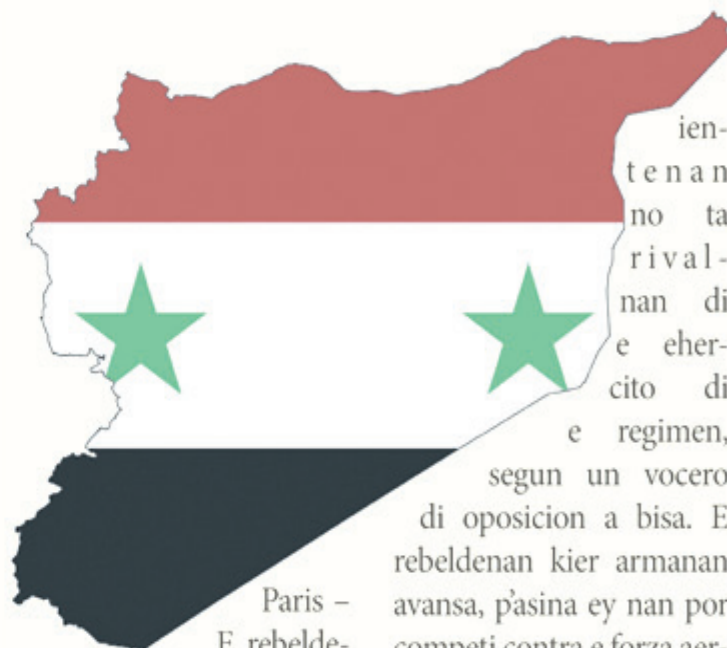 Paris –
E rebelde-
ien-
tenan
no ta
rival-
nan di
e eher-
cito di
e regimen,
segun un vocero
di oposicion a bisa. E
rebeldenan kier armanan
avansa, p'asina ey nan por
competi contra e forza aer-